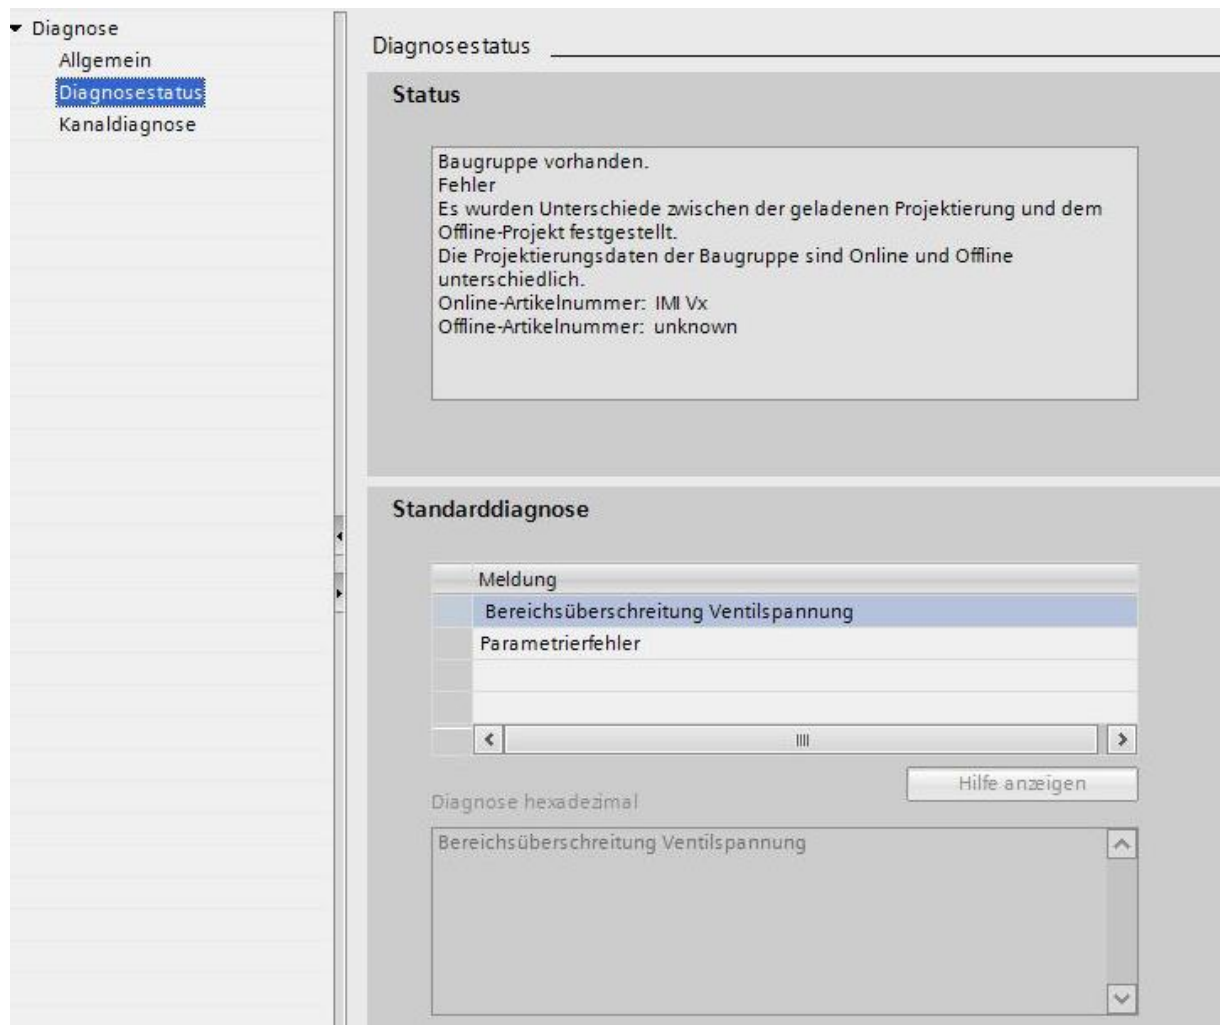 Diagnose
Allgemein
Diagnosestatus
Kanaldiagnose
Diagnosestatus
Status
Baugruppe vorhanden.
Fehler
Es wurden Unterschiede zwischen der geladenen Projektierung und dem
Offline-Projekt festgestellt.
Die Projektierungsdaten der Baugruppe sind Online und Offline
unterschiedlich.
Online-Artikelnummer: IMI Vx
Offline-Artikelnummer: unknown
Standarddiagnose
Meldung
Bereichsüberschreitung Ventilspannung
Parametrierfehler
Hilfe anzeigen
Diagnose hexadezimal
Bereichsüberschreitung Ventilspannung